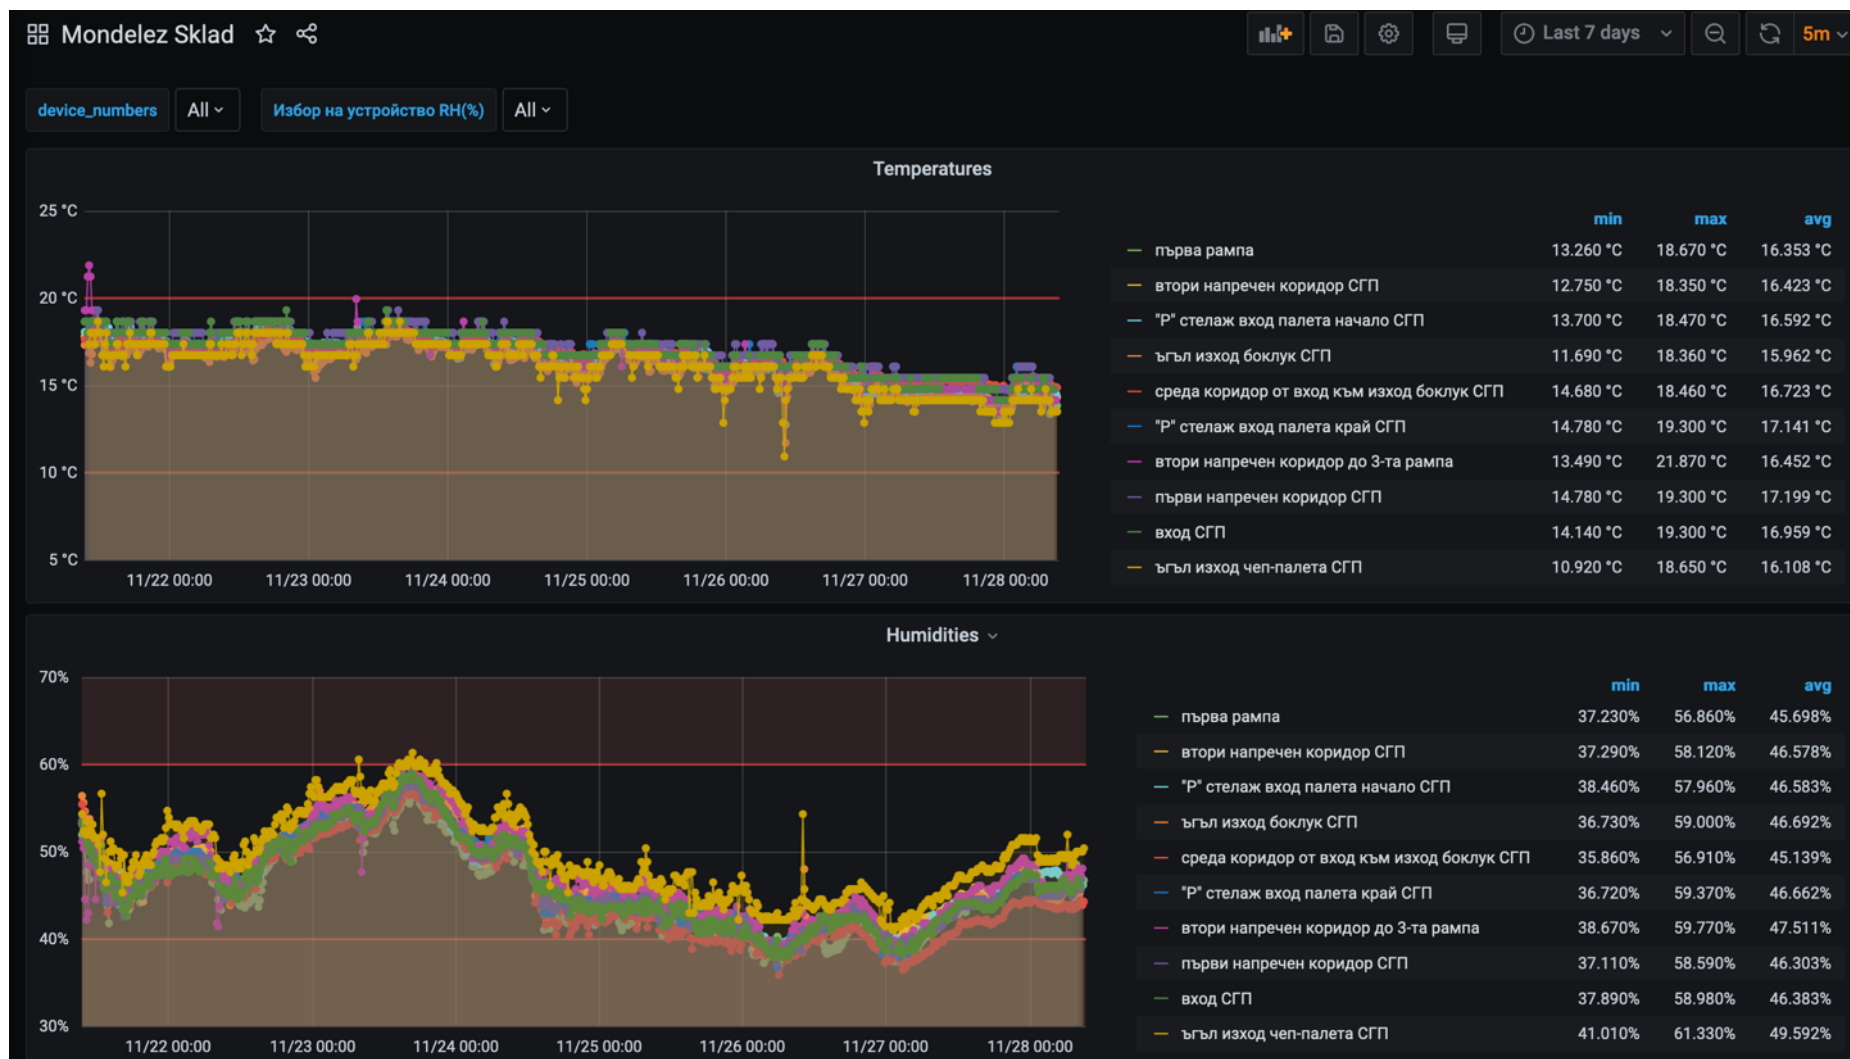 Mondelez Sklad
Last 7 days
5m
device_numbers All Избор на устройство RH(%) All
Temperatures
25 °C
20 °C
15 °C
10 °C
5 °C
11/22 00:00 11/23 00:00 11/24 00:00 11/25 00:00 11/26 00:00 11/27 00:00 11/28 00:00
min max avg
първа рампа 13.260 °C 18.670 °C 16.353 °C
втори напречен коридор СГП 12.750 °C 18.350 °C 16.423 °C
"Р" стелаж вход палета начало СГП 13.700 °C 18.470 °C 16.592 °C
ъгъл изход боклук СГП 11.690 °C 18.360 °C 15.962 °C
среда коридор от вход към изход боклук СГП 14.680 °C 18.460 °C 16.723 °C
"Р" стелаж вход палета край СГП 14.780 °C 19.300 °C 17.141 °C
втори напречен коридор до 3-та рампа 13.490 °C 21.870 °C 16.452 °C
първи напречен коридор СГП 14.780 °C 19.300 °C 17.199 °C
вход СГП 14.140 °C 19.300 °C 16.959 °C
ъгъл изход чеп-палета СГП 10.920 °C 18.650 °C 16.108 °C
Humidities
70%
60%
50%
40%
30%
11/22 00:00 11/23 00:00 11/24 00:00 11/25 00:00 11/26 00:00 11/27 00:00 11/28 00:00
min max avg
първа рампа 37.230% 56.860% 45.698%
втори напречен коридор СГП 37.290% 58.120% 46.578%
"Р" стелаж вход палета начало СГП 38.460% 57.960% 46.583%
ъгъл изход боклук СГП 36.730% 59.000% 46.692%
среда коридор от вход към изход боклук СГП 35.860% 56.910% 45.139%
"Р" стелаж вход палета край СГП 36.720% 59.370% 46.662%
втори напречен коридор до 3-та рампа 38.670% 59.770% 47.511%
първи напречен коридор СГП 37.110% 58.590% 46.303%
вход СГП 37.890% 58.980% 46.383%
ъгъл изход чеп-палета СГП 41.010% 61.330% 49.592%